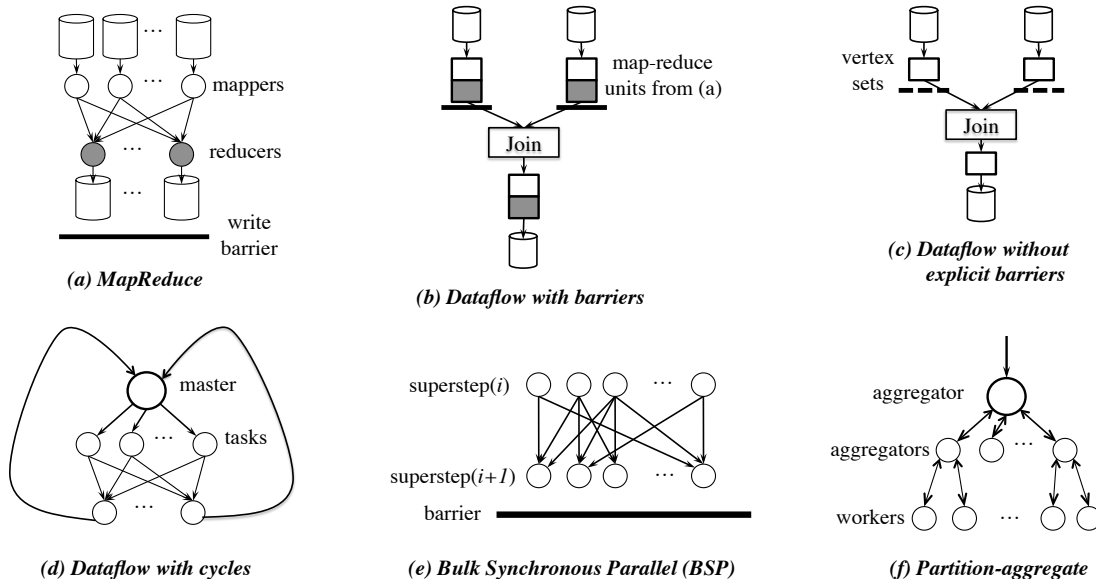 ...
mappers
...
...
reducers
...
write
barrier
(a) MapReduce
map-reduce
units from (a)
Join
(b) Dataflow with barriers
vertex
sets
Join
(c) Dataflow without
explicit barriers
master
...
tasks
...
(d) Dataflow with cycles
superstep(i)
...
superstep(i+1)
...
barrier
(e) Bulk Synchronous Parallel (BSP)
aggregator
aggregators
...
workers
...
(f) Partition-aggregate